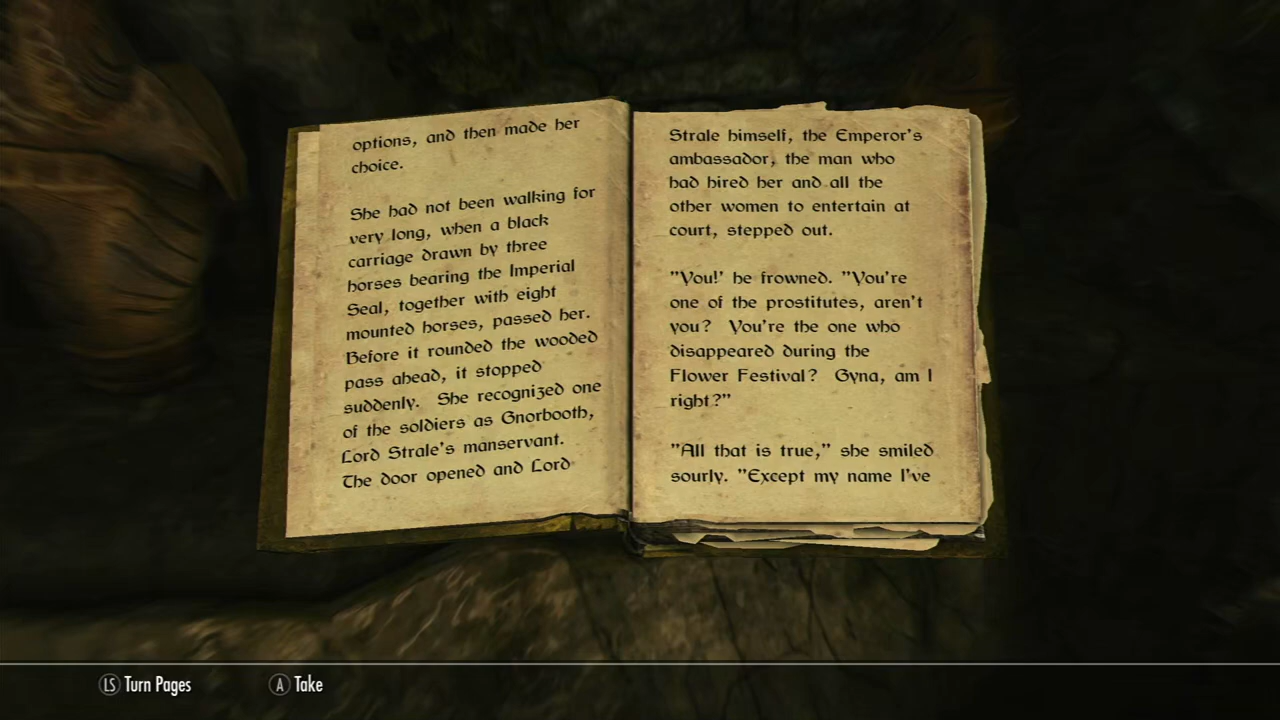 options, and then made her
choice.
She had not been walking for
very long, when a black
carriage drawn by three
horses bearing the Imperial
Seal, together with eight
mounted horses, passed her.
Before it rounded the wooded
pass ahead, it stopped
suddenly. She recognized one
of the soldiers as Gnorbooth,
Lord Strale's manservant.
The door opened and Lord
Strale himself, the Emperor's
ambassador, the man who
had hired her and all the
other women to entertain at
court, stepped out.
"You!' he frowned. "You're
one of the prostitutes, aren't
you? You're the one who
disappeared during the
Flower Festival? Gyna, am I
right?"
"All that is true," she smiled
sourly. "Except my name I've
LS Turn Pages
A Take